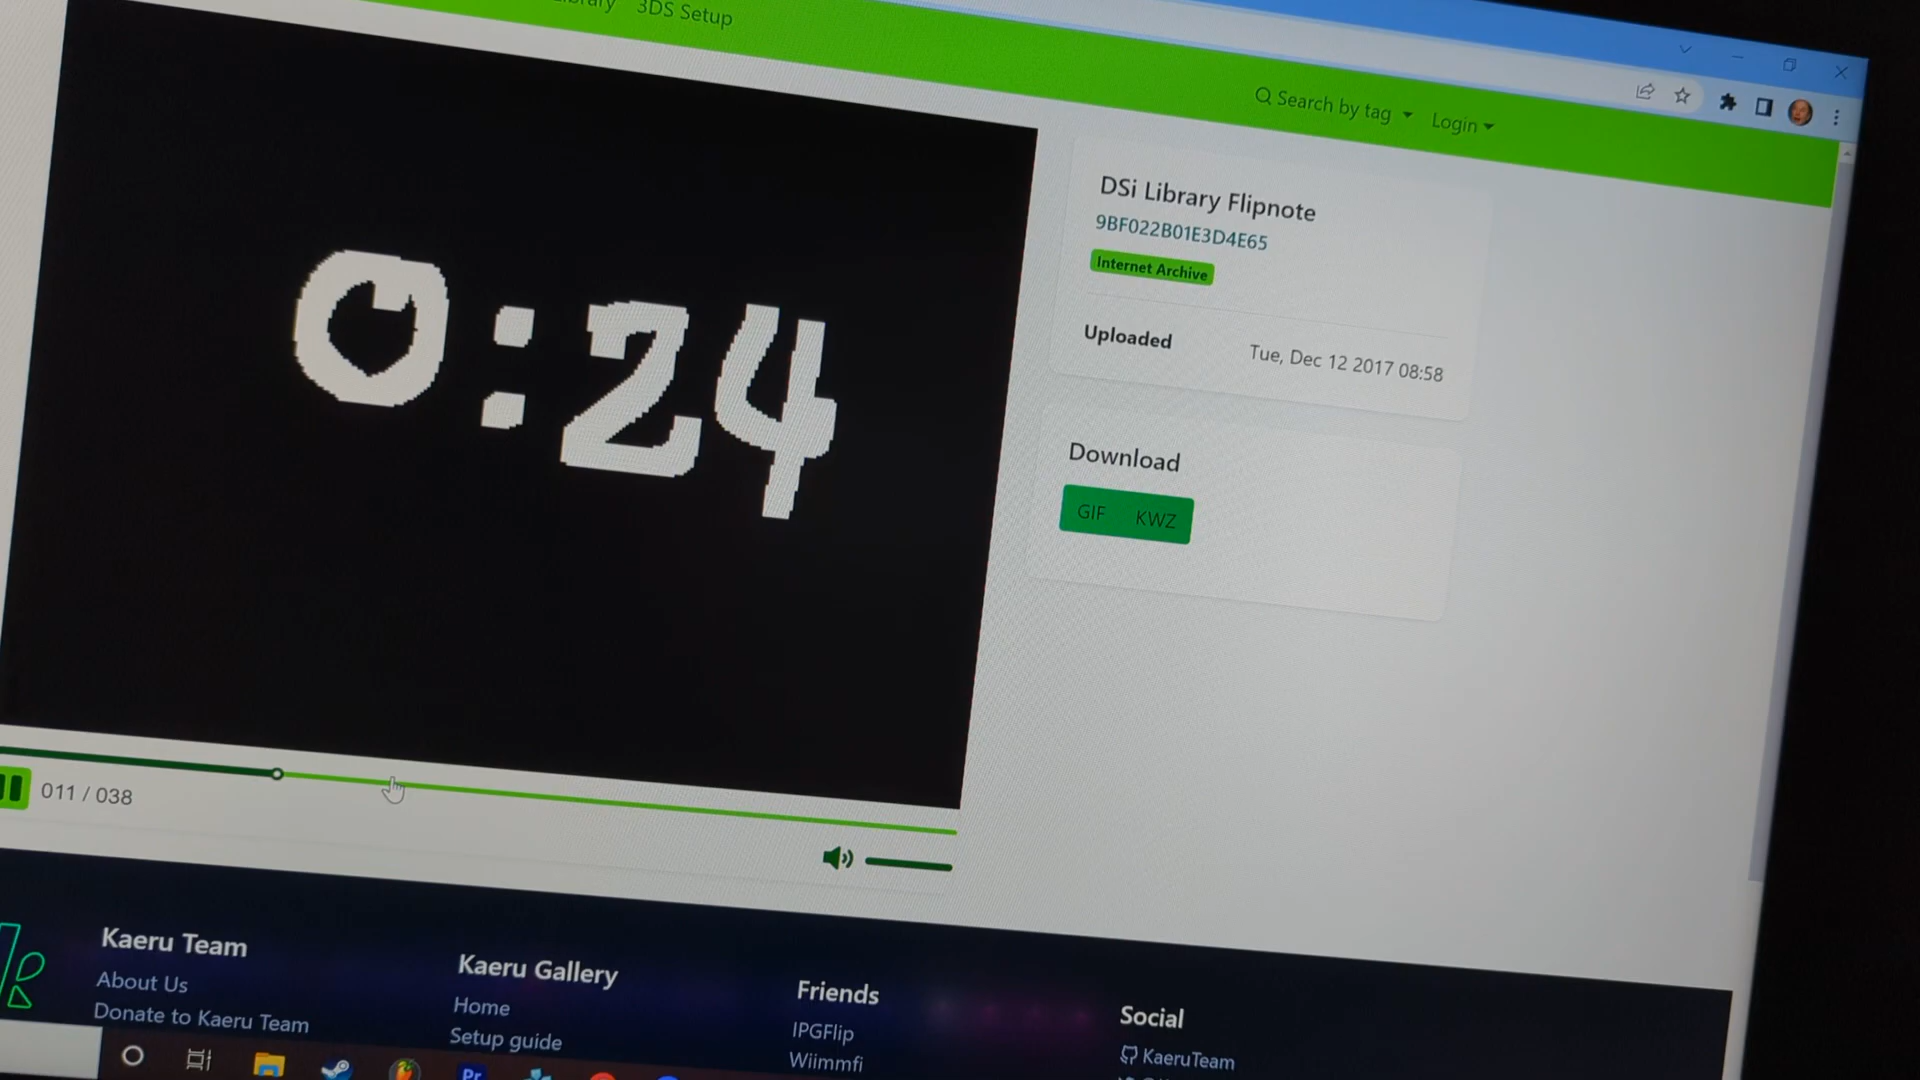 3DS Setup
Search by tag
Login
DSi Library Flipnote
9BF022B01E3D4E65
Internet Archive
Uploaded
Tue, Dec 12 2017 08:58
0:24
Download
GIF KWZ
011 / 038
Kaeru Team
About Us
Donate to Kaeru Team
Kaeru Gallery
Home
Setup guide
Friends
IPGFlip
Wiimmfi
Social
KaeruTeam
Pr